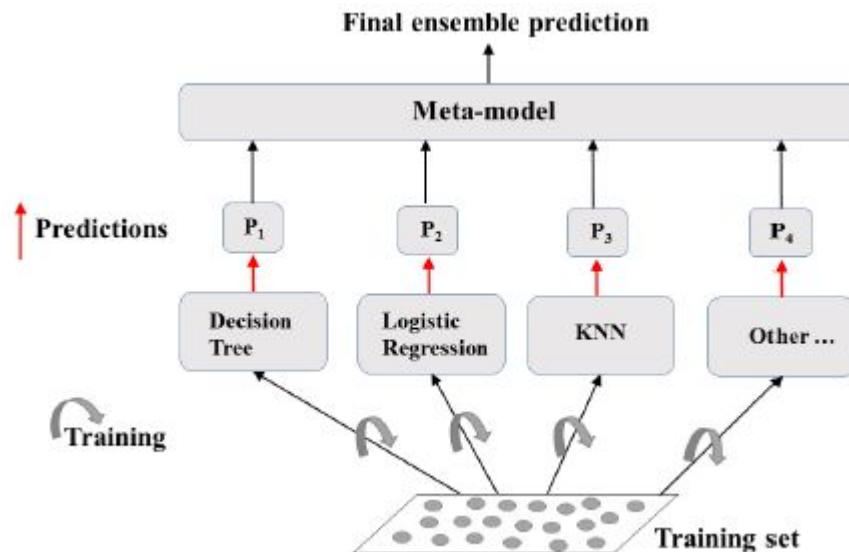 Final ensemble prediction
Meta-model
Predictions
P₁
P₂
P₃
P₄
Decision
Tree
Logistic
Regression
KNN
Other ...
Training
Training set